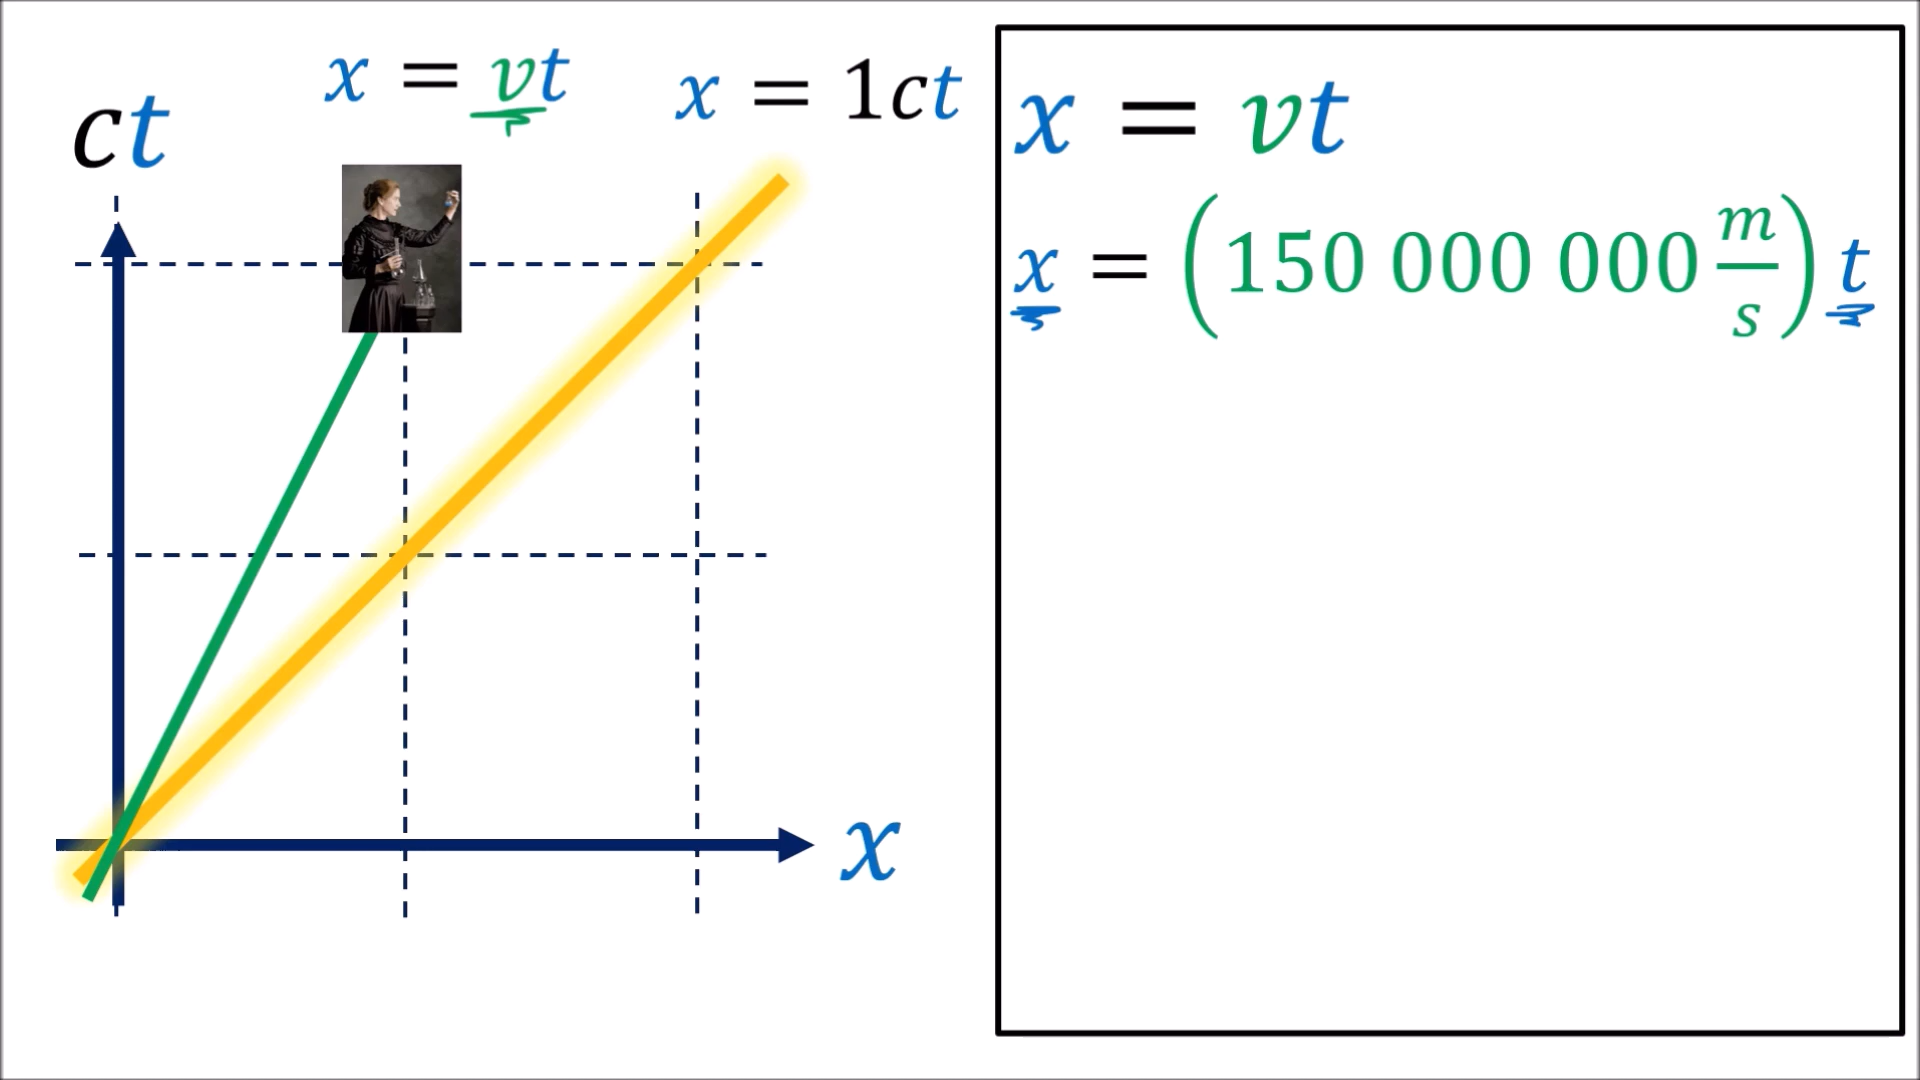 x = vt
x = 1ct
ct
x
x = vt
x = (150 000 000 m/s) t